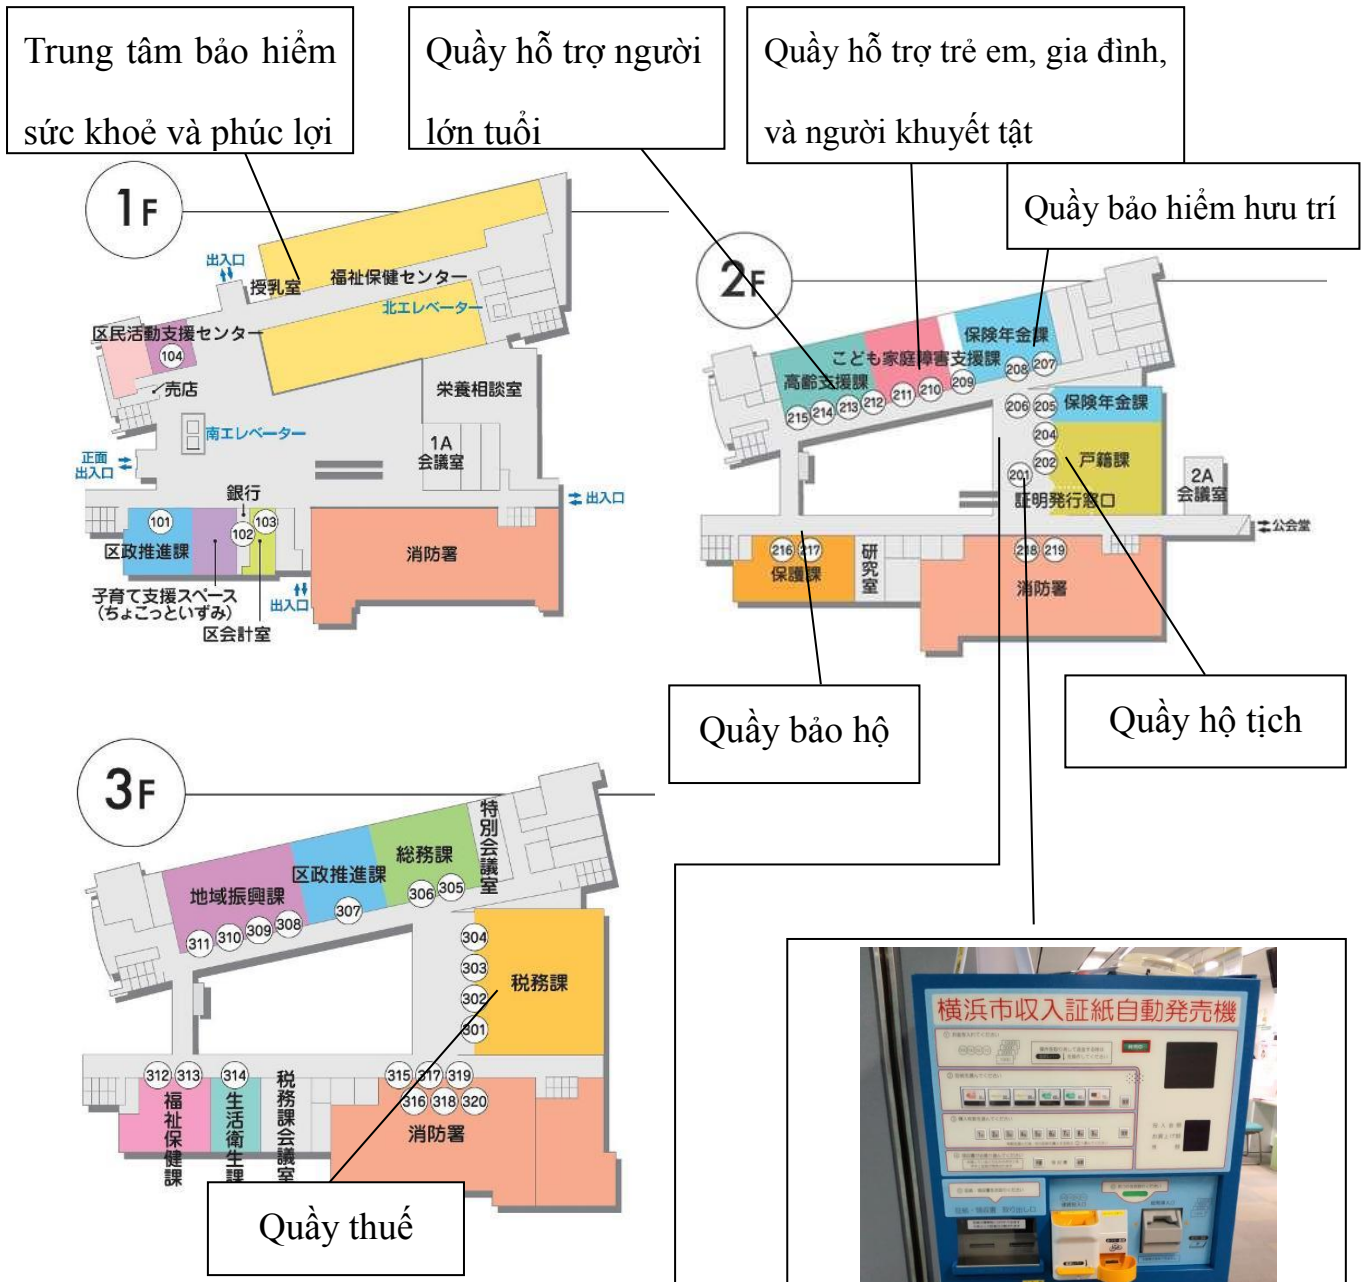 Trung tâm bảo hiểm
sức khoẻ và phúc lợi
Quầy hỗ trợ người
lớn tuổi
Quầy hỗ trợ trẻ em, gia đình,
và người khuyết tật
Quầy bảo hiểm hưu trí
1F
出入口
授乳室
福祉保健センター
北エレベーター
区民活動支援センター
104
売店
南エレベーター
栄養相談室
1A
会議室
正面
出入口
銀行
出入口
101
102
103
区政推進課
消防署
子育て支援スペース
(ちょこっといずみ)
出入口
区会計室
2F
保険年金課
こども家庭障害支援課
高齢支援課
215 214 213 212 211 210 209 208 207
206 205
保険年金課
204
202
戸籍課
201
証明発行窓口
2A
会議室
公会堂
216 217
保護課
研究室
218 219
消防署
Quầy bảo hộ
Quầy hộ tịch
3F
特別会議室
総務課
区政推進課
地域振興課
311 310 309 308 307 306 305
304
303
302
301
税務課
312 313
314
315 317 319
316 318 320
福祉保健課
生活衛生課
税務課会議室
消防署
Quầy thuế
横浜市収入証紙自動発売機